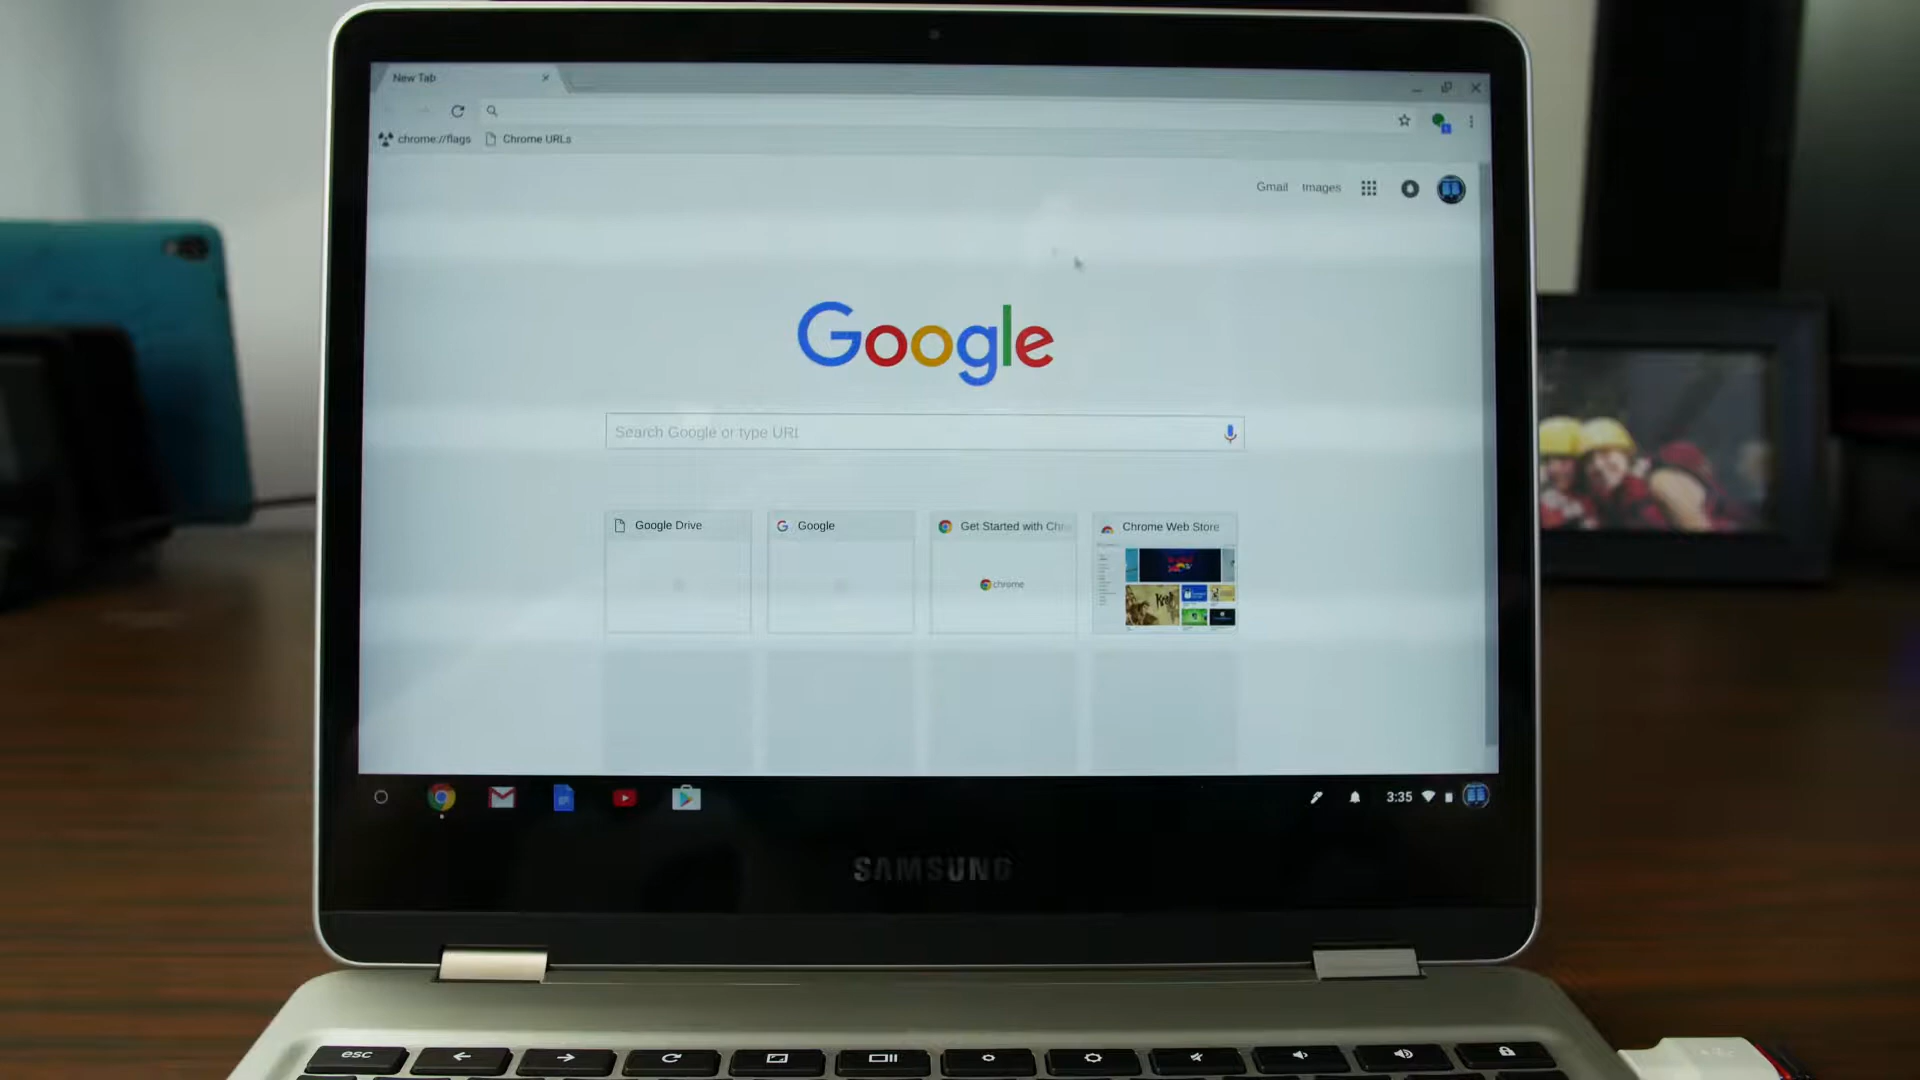 New Tab
chrome://flags Chrome URLs
Gmail Images
Google
Search Google or type URL
Google Drive Google Get Started with Chro Chrome Web Store
chrome
3:35
SAMSUNG
esc